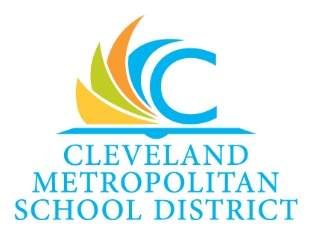 C
CLEVELAND
METROPOLITAN
SCHOOL DISTRICT